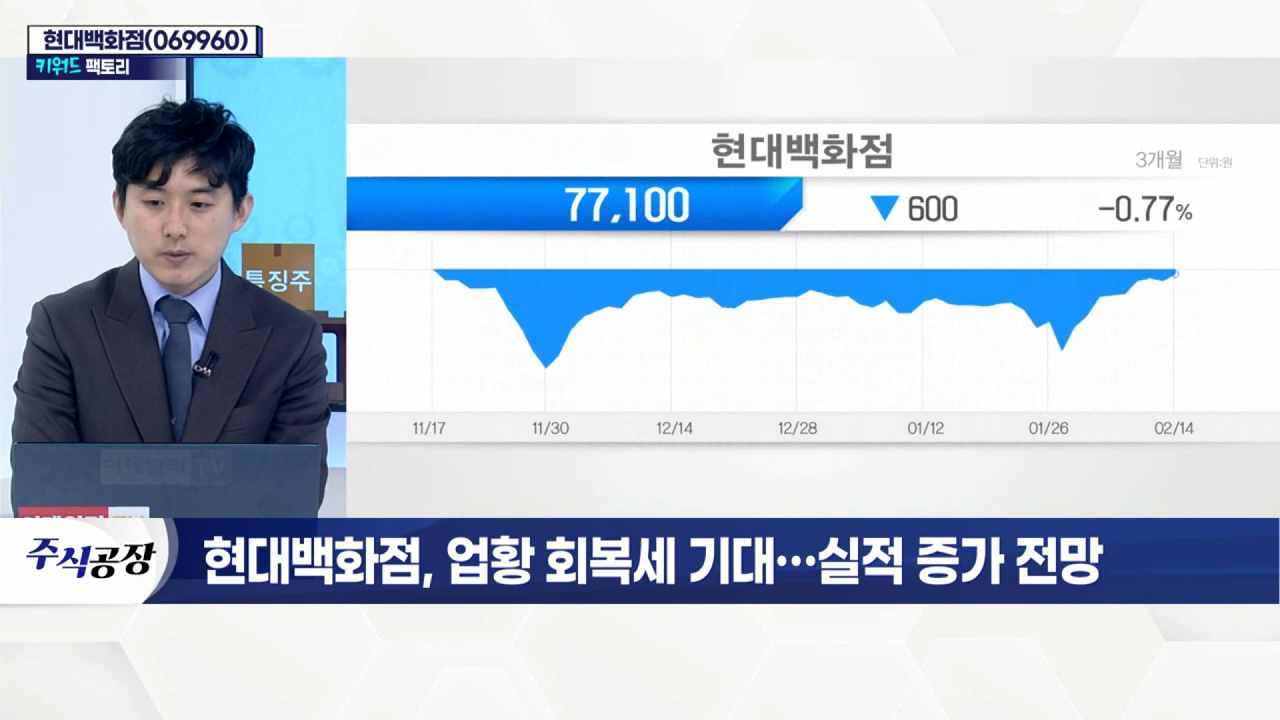 현대백화점(069960)
키워드 팩토리
현대백화점
3개월 단위:원
77,100 ▼600 -0.77%
특징주
11/17 11/30 12/14 12/28 01/12 01/26 02/14
주식공장
현대백화점, 업황 회복세 기대…실적 증가 전망